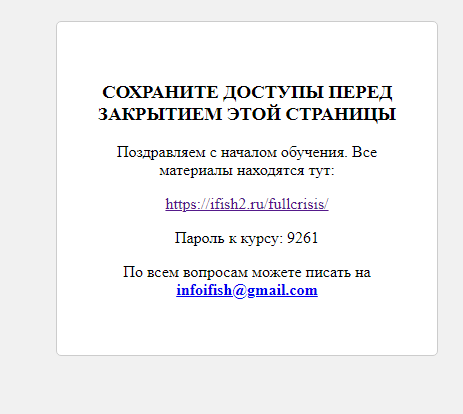 СОХРАНИТЕ ДОСТУПЫ ПЕРЕД
ЗАКРЫТИЕМ ЭТОЙ СТРАНИЦЫ
Поздравляем с началом обучения. Все
материалы находятся тут:
https://ifish2.ru/fullcrisis/
Пароль к курсу: 9261
По всем вопросам можете писать на
infoifish@gmail.com